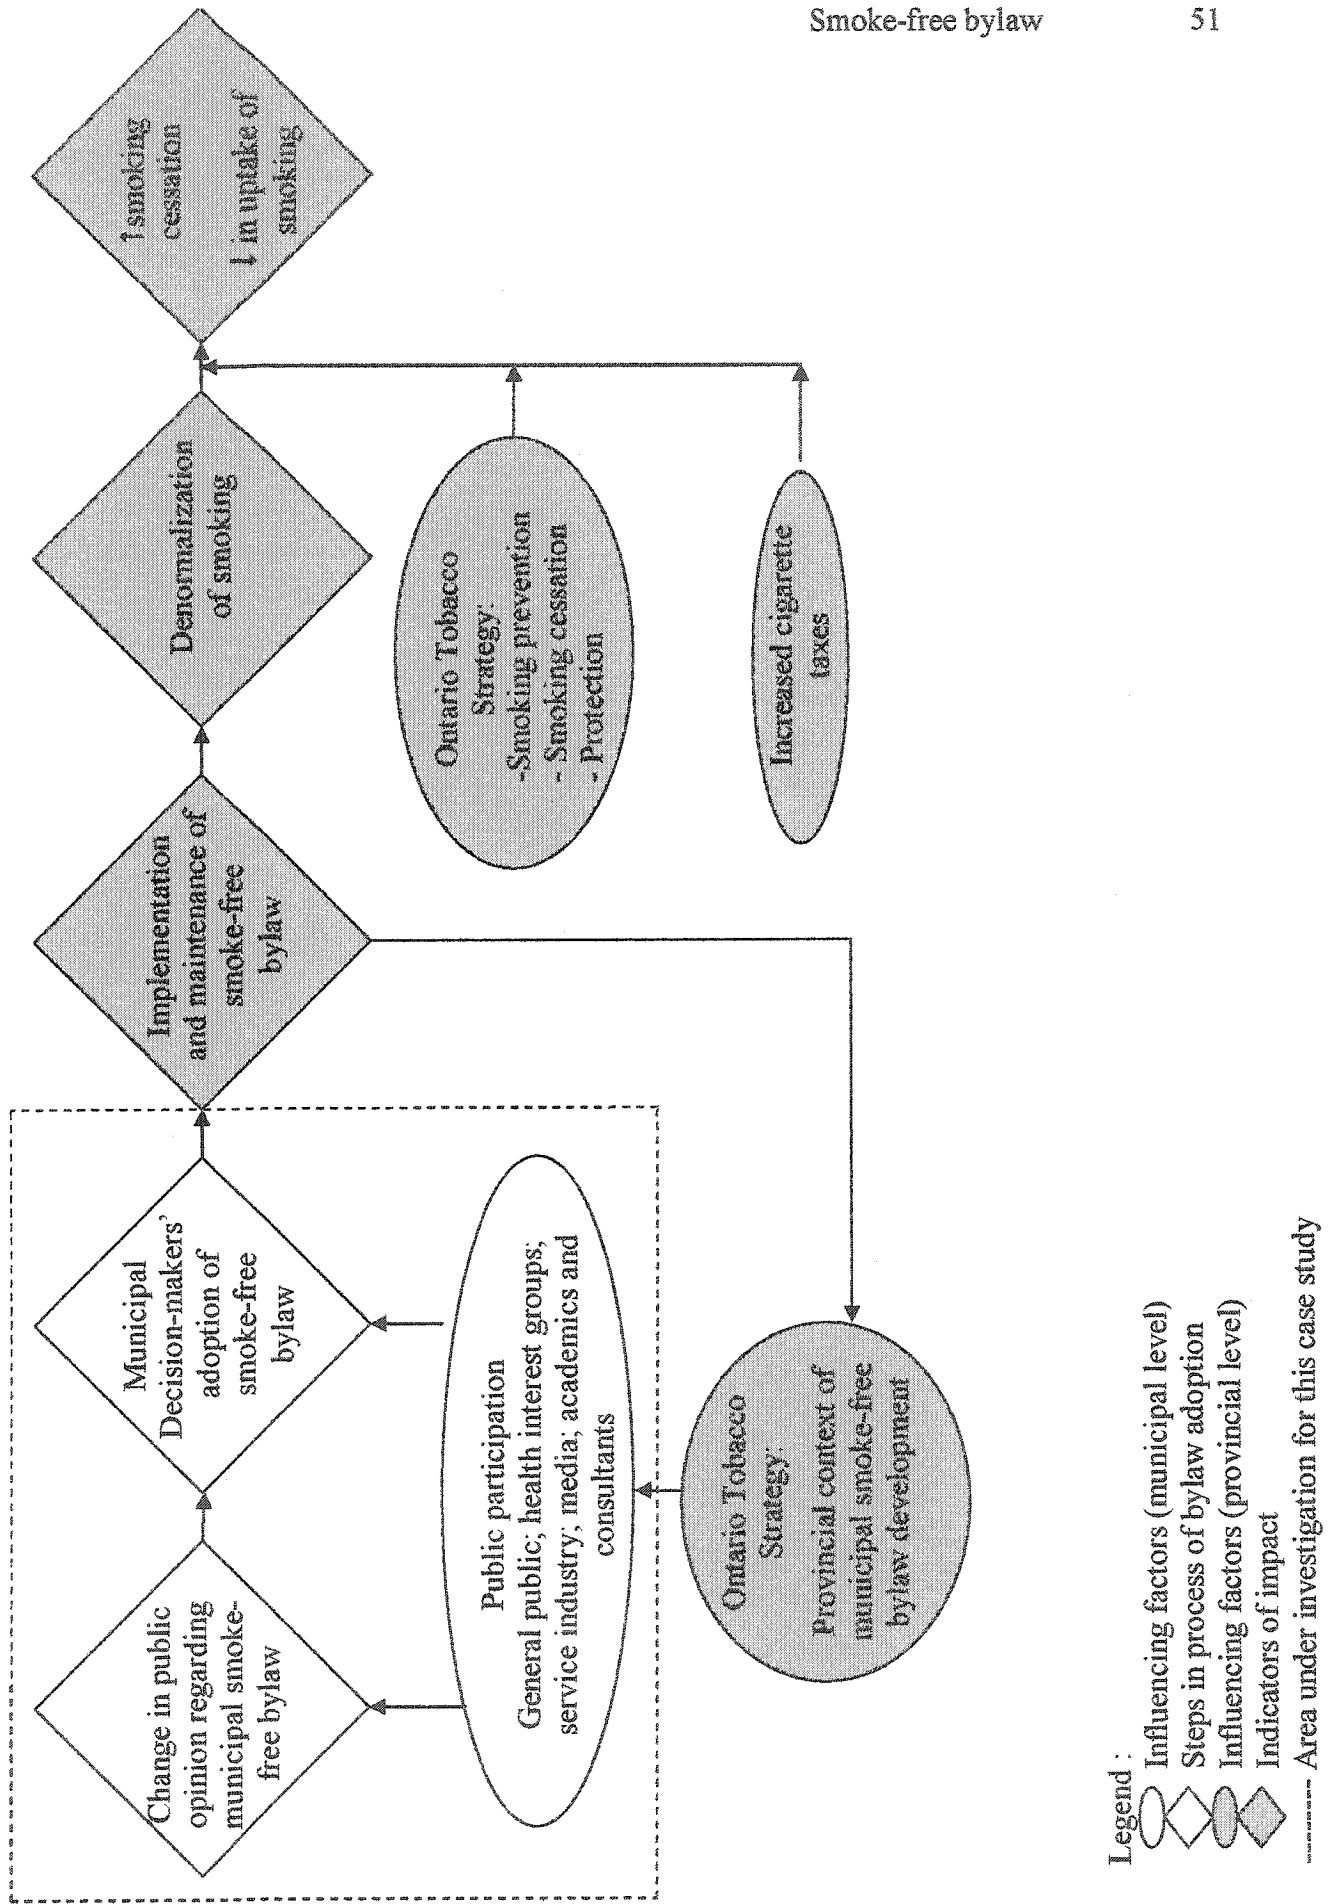 Smoke-free bylaw 51
Change in public
opinion regarding
municipal smoke-
free bylaw
Municipal
Decision-makers'
adoption of
smoke-free
bylaw
Implementation
and maintenance of
smoke-free
bylaw
Denormalization
of smoking
↑smoking
cessation
↓ in uptake of
smoking
Public participation
General public; health interest groups;
service industry; media; academics and
consultants
Ontario Tobacco
Strategy:
-Smoking prevention
- Smoking cessation
- Protection
Increased cigarette
taxes
Ontario Tobacco
Strategy:
Provincial context of
municipal smoke-free
bylaw development
Legend :
Influencing factors (municipal level)
Steps in process of bylaw adoption
Influencing factors (provincial level)
Indicators of impact
Area under investigation for this case study